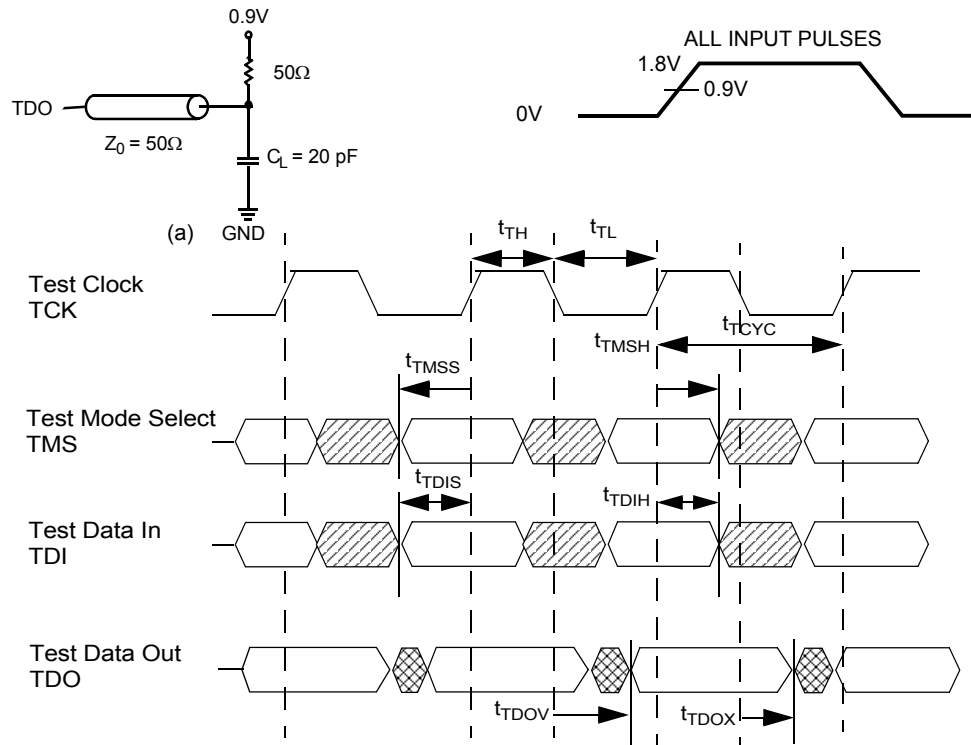 0.9V
50Ω
TDO
Z0 = 50Ω
CL = 20 pF
(a)
GND
ALL INPUT PULSES
1.8V
0.9V
0V
tTH
tTL
Test Clock
TCK
tTCYC
tTMSH
tTMSS
Test Mode Select
TMS
tTDIS
tTDIH
Test Data In
TDI
Test Data Out
TDO
tTDOV
tTDOX